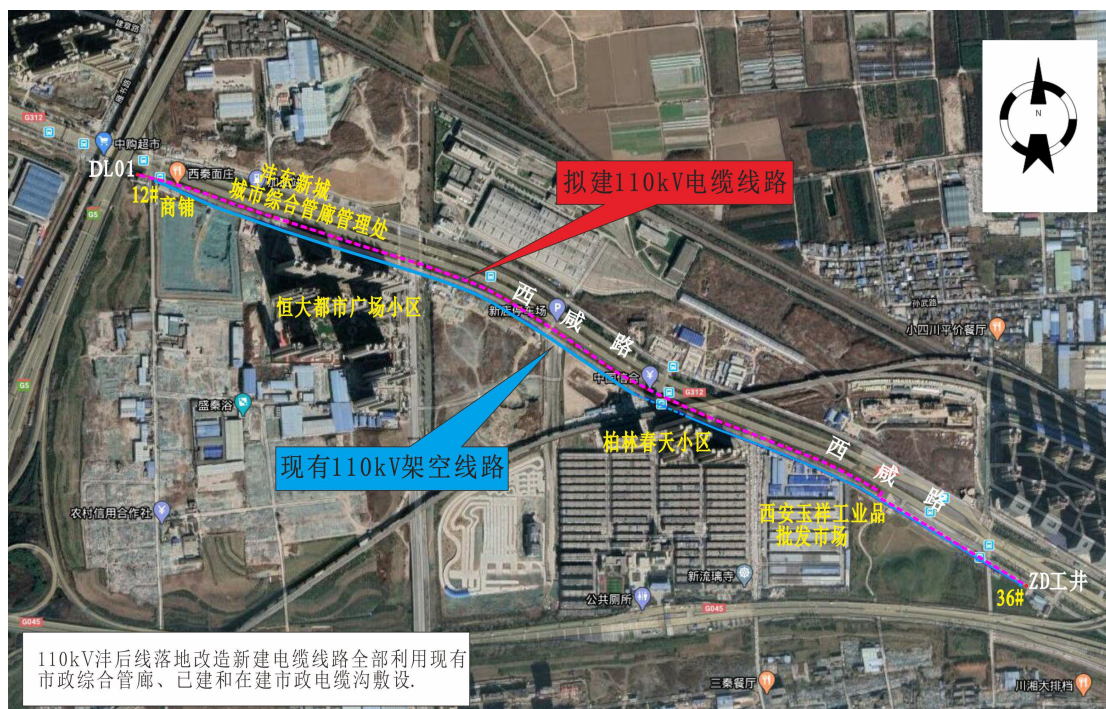 建章路
G312
中购超市
DL01
西秦面庄
12#
商铺
沣东新城
城市综合管廊管理处
拟建110kV电缆线路
N
G5
恒大都市广场小区
新店停车场
西咸路
孙武路
小四川平价餐厅
中国信合
G312
G5
盛秦浴
现有110kV架空线路
柏林春天小区
西咸路
农村信用合作社
西安玉祥工业品
批发市场
新流璃寺
ZD工井
36#
公共厕所
G045
G045
110kV沣后线落地改造新建电缆线路全部利用现有
市政综合管廊、已建和在建市政电缆沟敷设.
三秦餐厅
川湘大排档